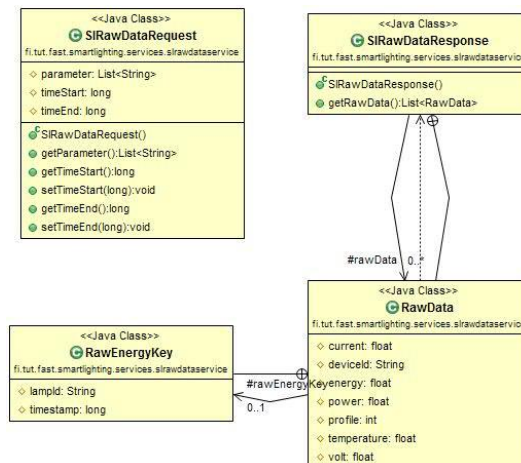 <<Java Class>>
SlRawDataRequest
fi.tut.fast.smartlighting.services.slrawdataservice
parameter: List<String>
timeStart: long
timeEnd: long
SlRawDataRequest()
getParameter():List<String>
getTimeStart():long
setTimeStart(long):void
getTimeEnd():long
setTimeEnd(long):void
<<Java Class>>
SlRawDataResponse
fi.tut.fast.smartlighting.services.slrawdataservice
SlRawDataResponse()
getRawData():List<RawData>
#rawData 0..*
<<Java Class>>
RawEnergyKey
fi.tut.fast.smartlighting.services.slrawdataservice
lampId: String
timestamp: long
#rawEnergyKey
0..1
<<Java Class>>
RawData
fi.tut.fast.smartlighting.services.slrawdataservice
current: float
deviceId: String
energy: float
power: float
profile: int
temperature: float
volt: float